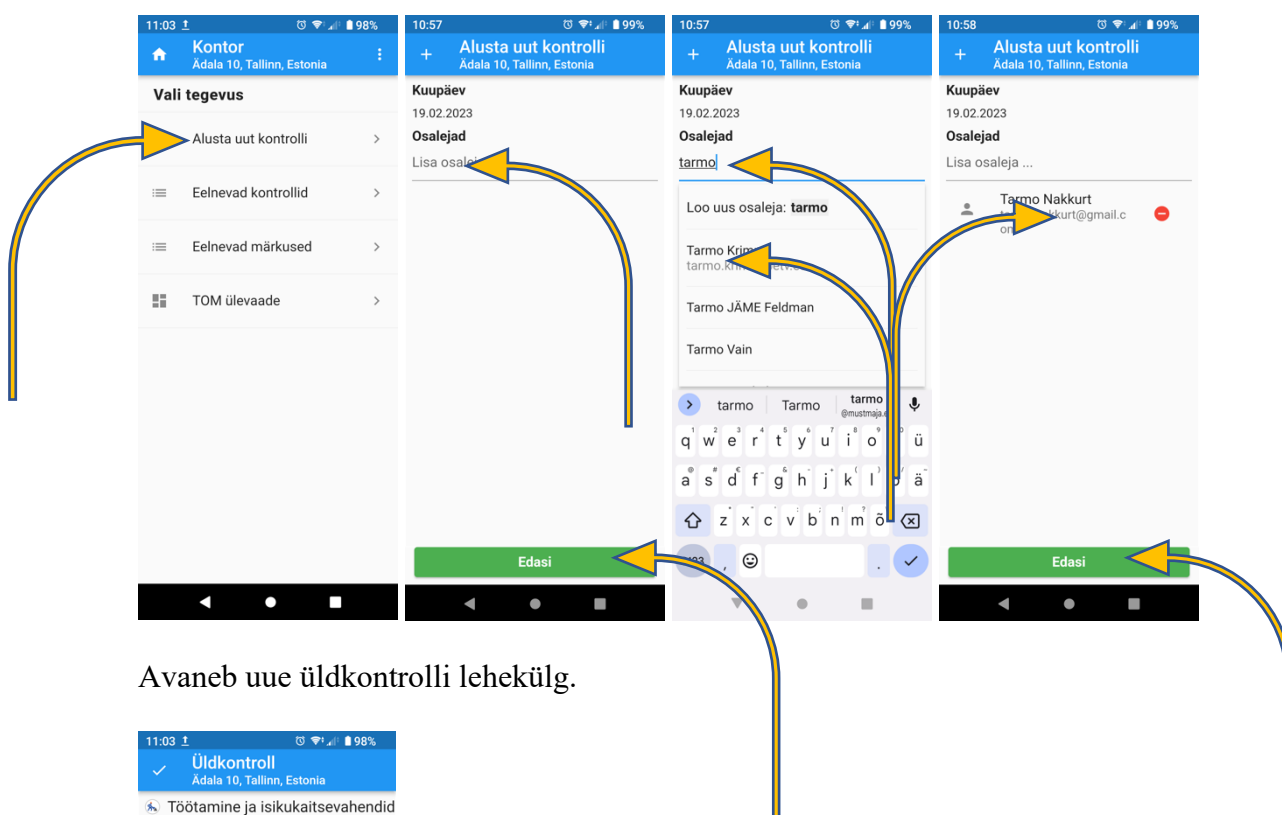 11:03 98%
Kontor
Ädala 10, Tallinn, Estonia
Vali tegevus
Alusta uut kontrolli
Eelnevad kontrollid
Eelnevad märkused
TOM ülevaade
10:57 99%
Alusta uut kontrolli
Ädala 10, Tallinn, Estonia
Kuupäev
19.02.2023
Osalejad
Lisa
Edasi
10:57 99%
Alusta uut kontrolli
Ädala 10, Tallinn, Estonia
Kuupäev
19.02.2023
Osalejad
tarmo
Loo uus osaleja: tarmo
Tarmo
Tarmo JÄME Feldman
Tarmo Vain
tarmo Tarmo tarmo
q w e r t y u i o ü
a s d f g h j k l ä
z x c v b n m õ
10:58 99%
Alusta uut kontrolli
Ädala 10, Tallinn, Estonia
Kuupäev
19.02.2023
Osalejad
Lisa osaleja ...
Tarmo Nakkurt
Edasi
Avaneb uue üldkontrolli lehekülg.
11:03 98%
Üldkontroll
Ädala 10, Tallinn, Estonia
Töötamine ja isikukaitsevahendid